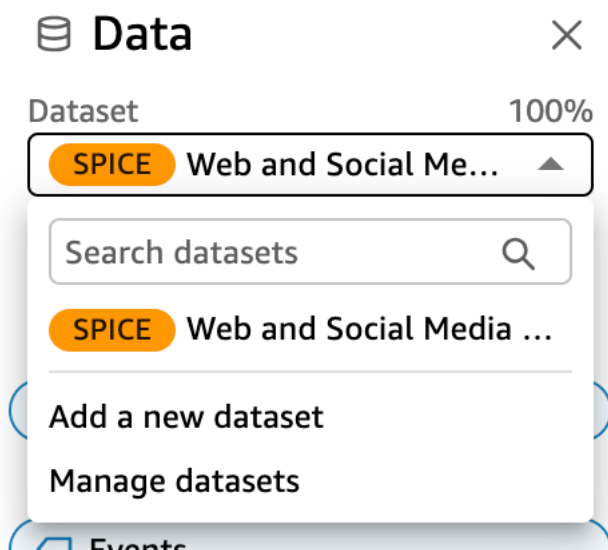 Data
Dataset 100%
SPICE Web and Social Me...
Search datasets
SPICE Web and Social Media ...
Add a new dataset
Manage datasets
Events